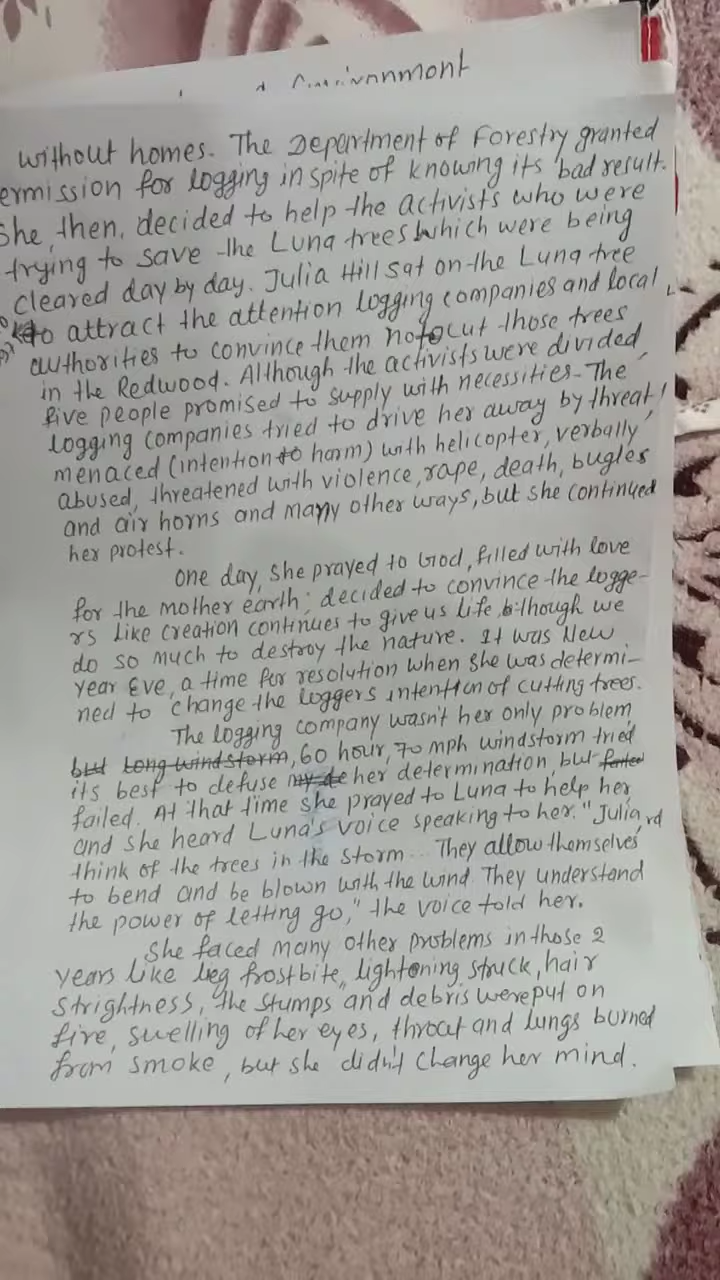 without homes. The Department of Forestry granted
ermission for logging inspite of knowing its bad result.
She, then, decided to help the activists who were
trying to save the Luna trees which were being
cleared day by day. Julia Hill sat on the Luna tree
to attract the attention logging companies and local
authorities to convince them not to cut those trees
in the Redwood. Although the activists were divided,
five people promised to supply with necessities. The
logging companies tried to drive her away by threat,
menaced (intention to harm) with helicopter, verbally
abused, threatened with violence, rape, death, bugles
and air horns and many other ways, but she continued
her protest.
One day, she prayed to God, filled with love
for the mother earth; decided to convince the logge-
rs like creation continues to give us life, though we
do so much to destroy the nature. It was New
year Eve, a time for resolution when she was determi-
ned to change the loggers intention of cutting trees.
The logging company wasn't her only problem,
but Long windstorm, 60 hour, 70 mph windstorm tried
its best to defuse her determination, but failed
failed. At that time she prayed to Luna to help her
and she heard Luna's voice speaking to her. "Julia,
think of the trees in the storm... They allow themselves
to bend and be blown with the wind. They understand
the power of letting go," the voice told her.
She faced many other problems in those 2
years like leg frostbite, lightening struck, hair
strightness, the stumps and debris were put on
fire, swelling of her eyes, throat and lungs burned
from smoke, but she didn't change her mind.